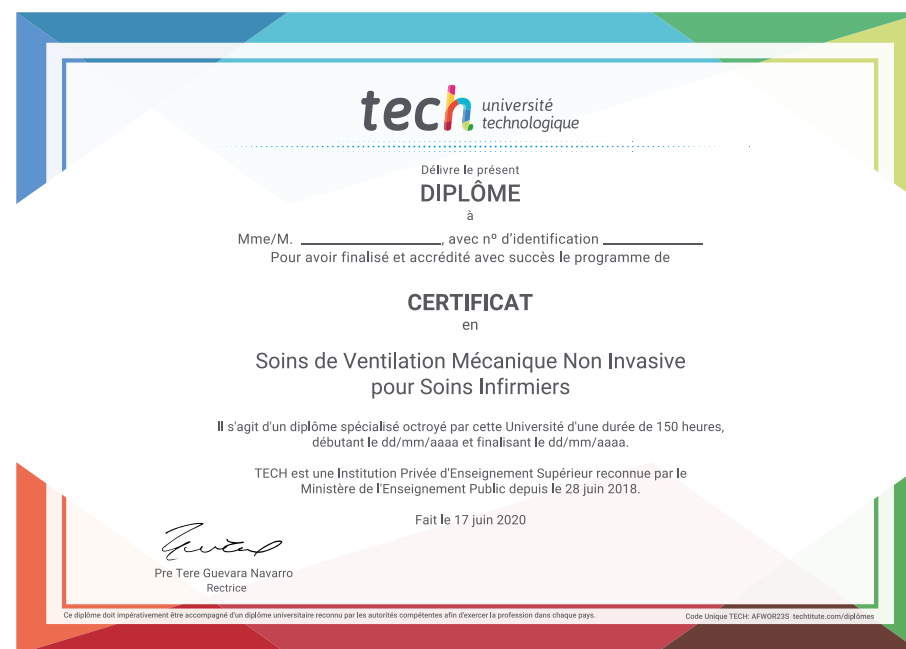 tech université
technologique
Délivre le présent
DIPLÔME
à
Mme/M. ____________________, avec nº d'identification ______________
Pour avoir finalisé et accrédité avec succès le programme de
CERTIFICAT
en
Soins de Ventilation Mécanique Non Invasive
pour Soins Infirmiers
Il s'agit d'un diplôme spécialisé octroyé par cette Université d'une durée de 150 heures,
débutant le dd/mm/aaaa et finalisant le dd/mm/aaaa.
TECH est une Institution Privée d'Enseignement Supérieur reconnue par le
Ministère de l'Enseignement Public depuis le 28 juin 2018.
Fait le 17 juin 2020
Pre Tere Guevara Navarro
Rectrice
Ce diplôme doit impérativement être accompagné d'un diplôme universitaire reconnu par les autorités compétentes afin d'exercer la profession dans chaque pays.
Code Unique TECH: AFWOR23S techtitute.com/diplômes